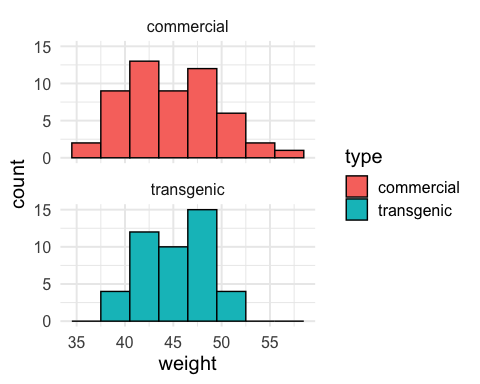 commercial
15
10
5
0
transgenic
15
10
5
0
35 40 45 50 55
weight
count
type
commercial
transgenic